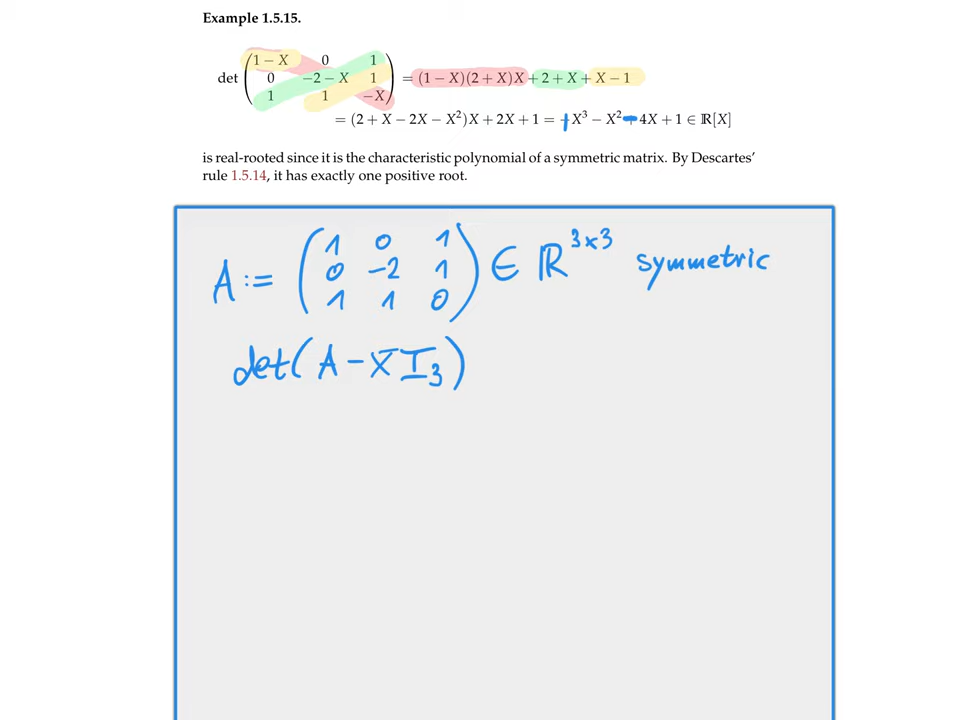 Example 1.5.15.
det
1 − X 0 1
0 −2 − X 1
1 1 −X
= (1 − X)(2 + X)X + 2 + X + X − 1
= (2 + X − 2X − X²)X + 2X + 1 = +X³ − X² − 4X + 1 ∈ ℝ[X]
is real-rooted since it is the characteristic polynomial of a symmetric matrix. By Descartes’
rule 1.5.14, it has exactly one positive root.
A :=
1 0 1
0 −2 1
1 1 0
∈ ℝ³ˣ³ symmetric
det(A − X I₃)